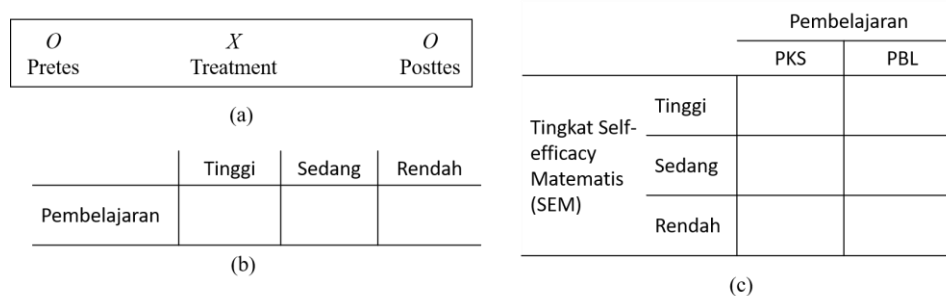 O X O
Pretes Treatment Posttes
(a)
Tinggi Sedang Rendah
Pembelajaran
(b)
Pembelajaran
PKS PBL
Tingkat Self-
efficacy
Matematis
(SEM)
Tinggi
Sedang
Rendah
(c)